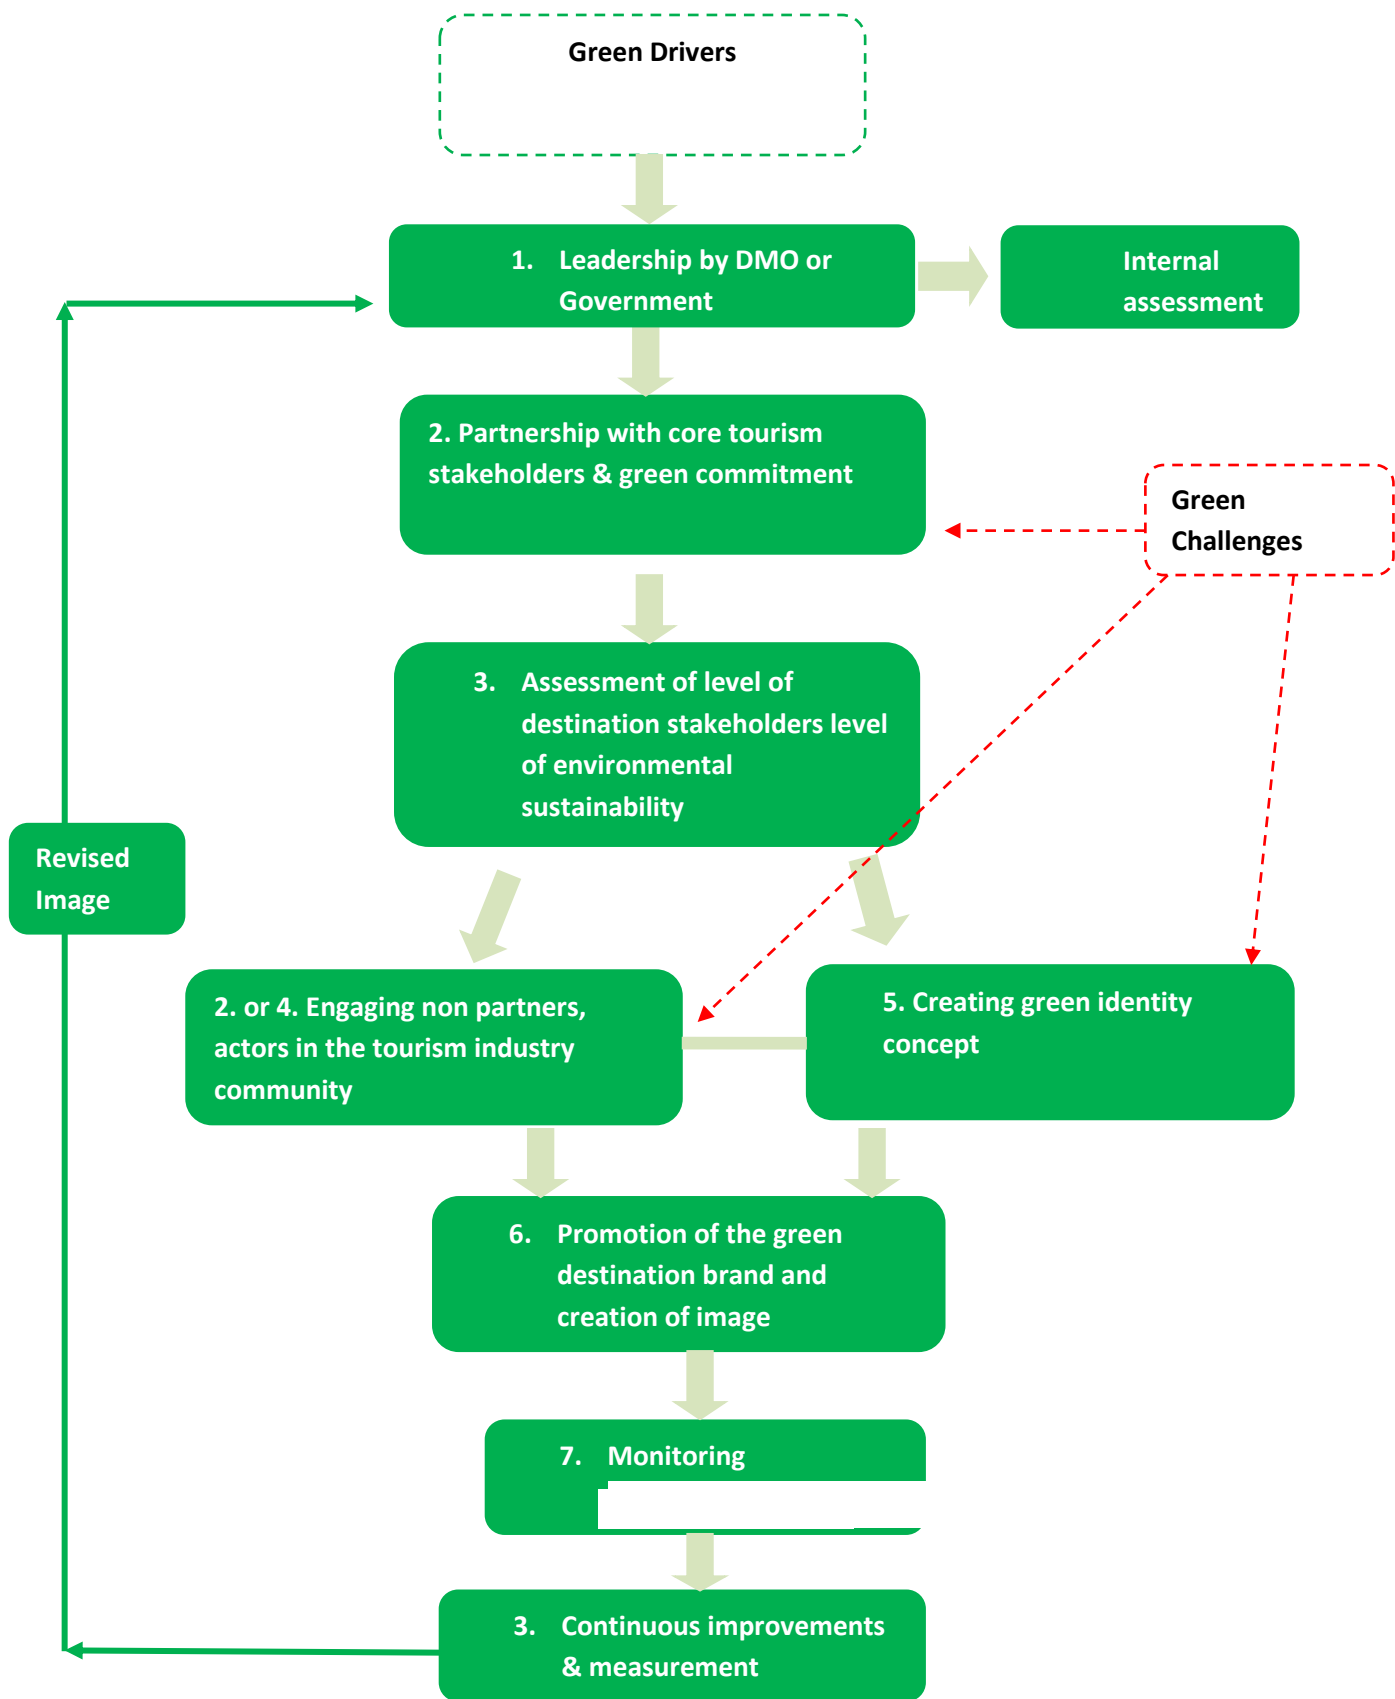 Green Drivers
1. Leadership by DMO or
Government
Internal
assessment
2. Partnership with core tourism
stakeholders & green commitment
Green
Challenges
3. Assessment of level of
destination stakeholders level
of environmental
sustainability
Revised
Image
2. or 4. Engaging non partners,
actors in the tourism industry
community
5. Creating green identity
concept
6. Promotion of the green
destination brand and
creation of image
7. Monitoring
3. Continuous improvements
& measurement